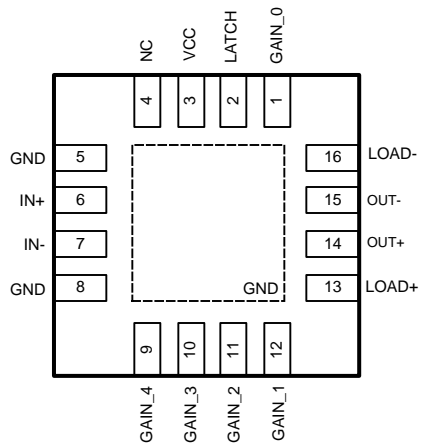 NC
VCC
LATCH
GAIN_0
4
3
2
1
GND 5
16 LOAD-
IN+ 6
15 OUT-
IN- 7
14 OUT+
GND 8
GND
13 LOAD+
9
10
11
12
GAIN_4
GAIN_3
GAIN_2
GAIN_1